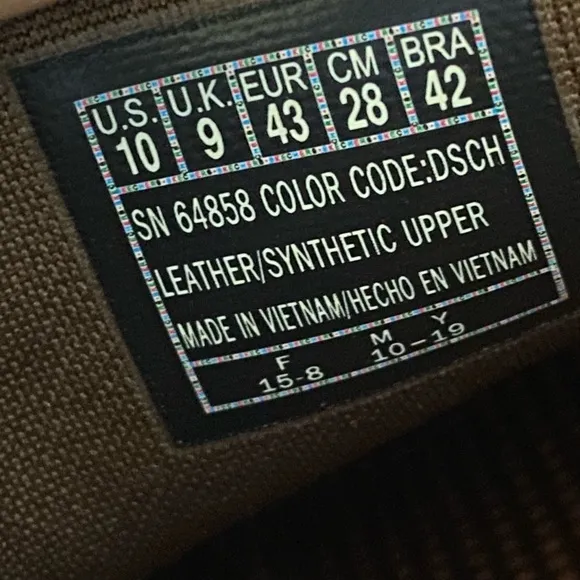 U.S. U.K. EUR CM BRA
10 9 43 28 42
SN 64858 COLOR CODE:DSCH
LEATHER/SYNTHETIC UPPER
MADE IN VIETNAM/HECHO EN VIETNAM
F M Y
15-8 10-19